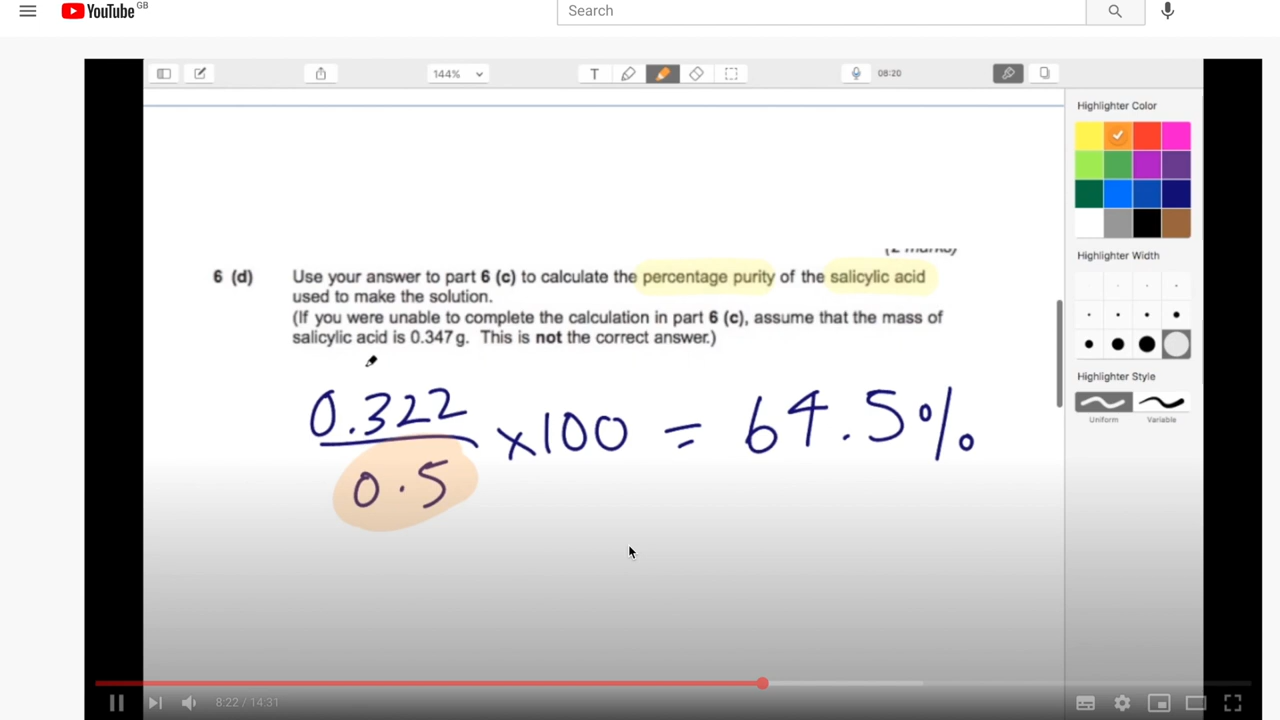 YouTube GB
Search
144%
T
08:20
Highlighter Color
6 (d) Use your answer to part 6 (c) to calculate the percentage purity of the salicylic acid
used to make the solution.
(If you were unable to complete the calculation in part 6 (c), assume that the mass of
salicylic acid is 0.347 g. This is not the correct answer.)
0.322
0.5
×100 = 64.5%
Highlighter Width
Highlighter Style
Uniform Variable
8:22 / 14:31